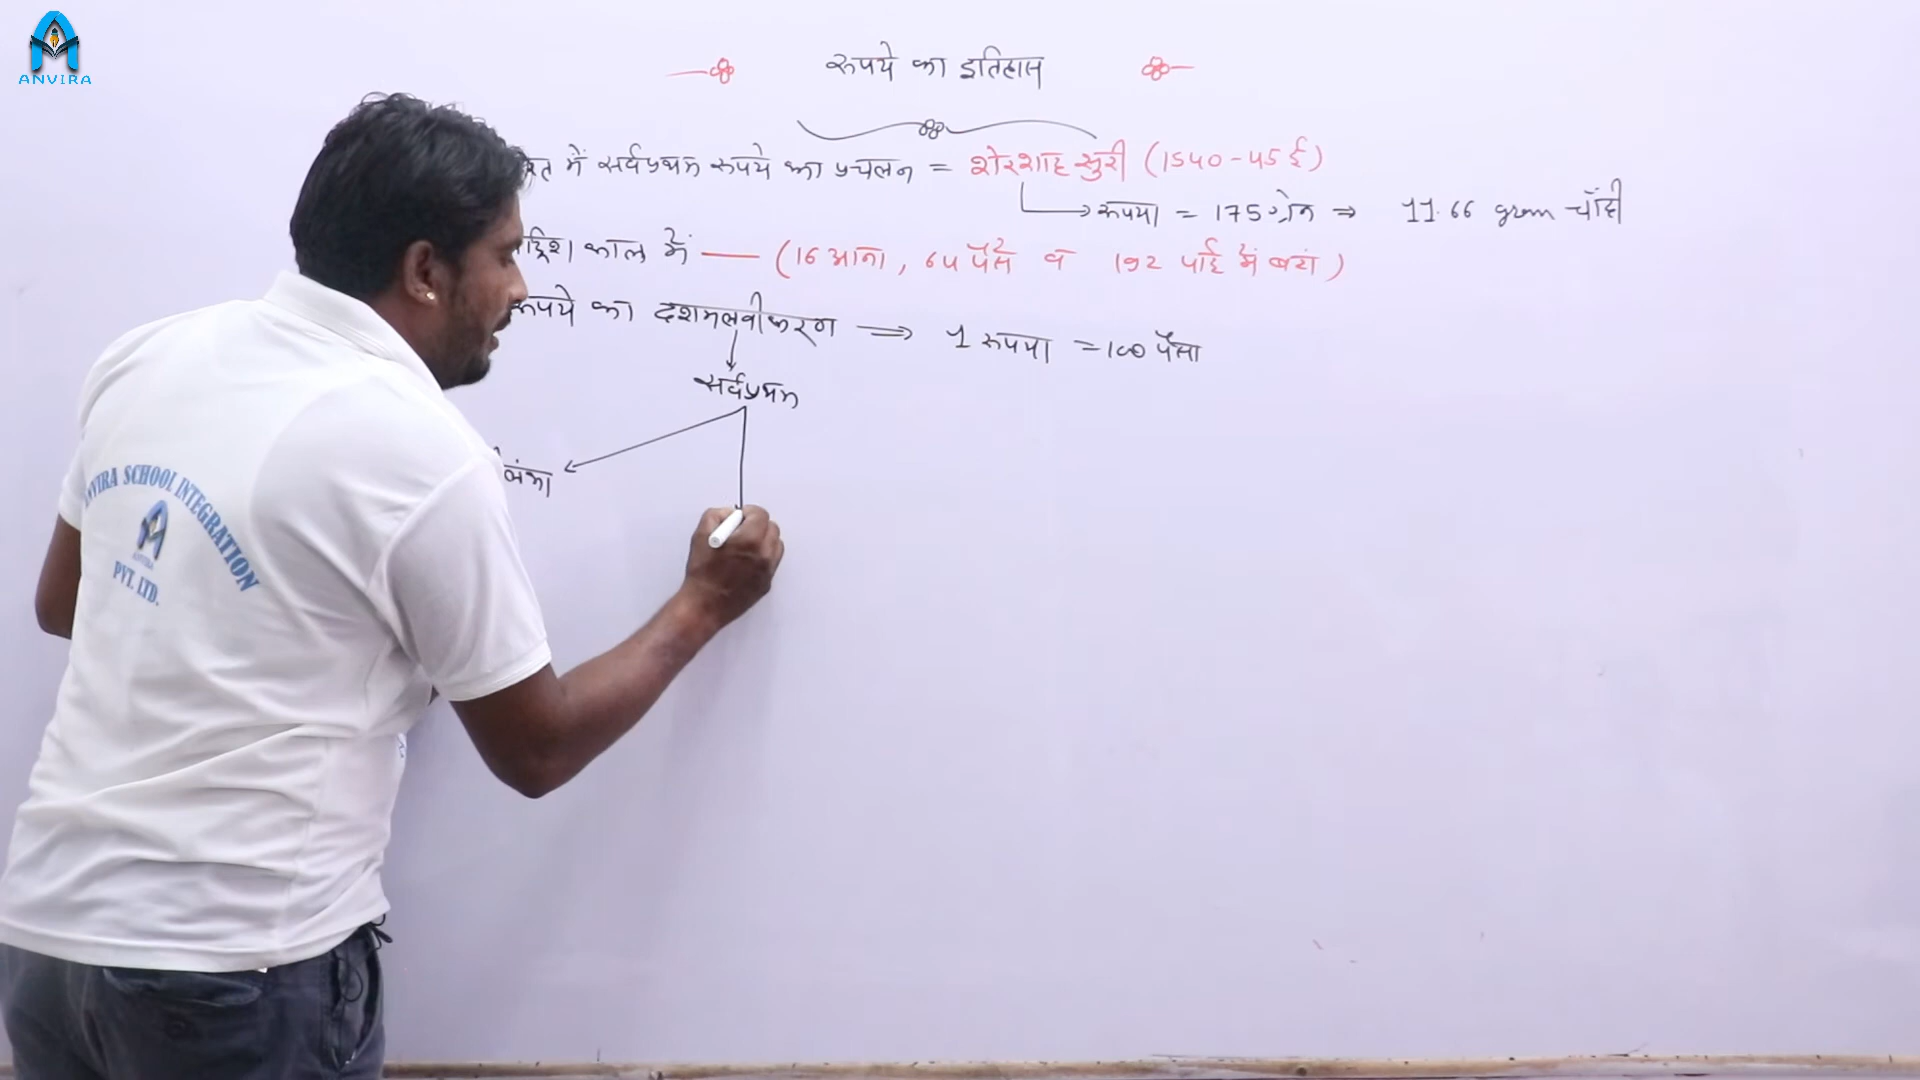 ANVIRA
रुपये का इतिहास
में सर्वप्रथम रुपये का प्रचलन = शेरशाह सुरी (1540-45 ई)
रुपया = 175 ग्रेन ⇒ 11.66 gram चाँदी
काल में — (16 आना, 64 पैसे व 192 पाई में बंटा)
रुपये का दशमलवीकरण ⇒ 1 रुपया = 100 पैसा
सर्वप्रथम
ANVIRA SCHOOL INTEGRATION
ANVIRA
PVT. LTD.